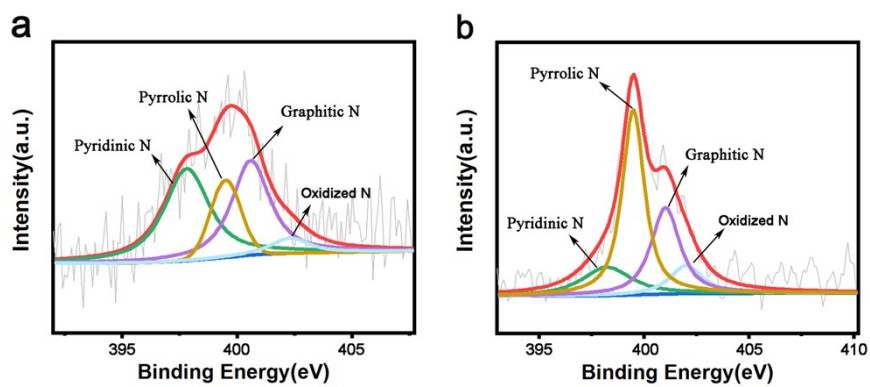 a
Intensity(a.u.)
Pyrrolic N
Graphitic N
Pyridinic N
Oxidized N
395
400
405
Binding Energy(eV)
b
Intensity(a.u.)
Pyrrolic N
Graphitic N
Pyridinic N
Oxidized N
395
400
405
410
Binding Energy(eV)